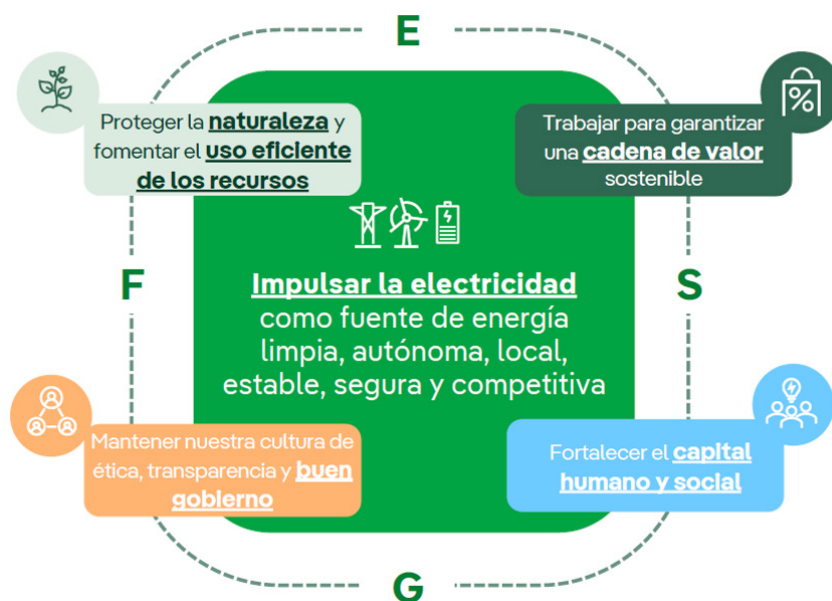 E
Proteger la naturaleza y
fomentar el uso eficiente
de los recursos
Trabajar para garantizar
una cadena de valor
sostenible
%
F
Impulsar la electricidad
como fuente de energía
limpia, autónoma, local,
estable, segura y competitiva
S
Mantener nuestra cultura de
ética, transparencia y buen
gobierno
Fortalecer el capital
humano y social
G